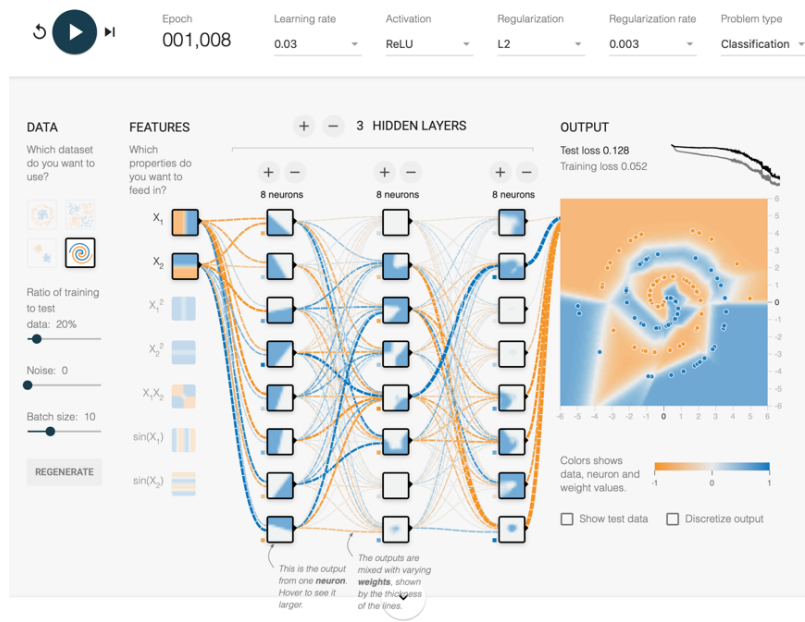 Epoch
001,008
Learning rate
0.03
Activation
ReLU
Regularization
L2
Regularization rate
0.003
Problem type
Classification
DATA
Which dataset
do you want to
use?
Ratio of training
to test
data: 20%
Noise: 0
Batch size: 10
REGENERATE
FEATURES
Which
properties do
you want to
feed in?
X₁
X₂
X₁²
X₂²
X₁X₂
sin(X₁)
sin(X₂)
+ − 3 HIDDEN LAYERS
+ −
8 neurons
+ −
8 neurons
+ −
8 neurons
This is the output
from one neuron.
Hover to see it
larger.
The outputs are
mixed with varying
weights, shown
by the thickness
of the lines.
OUTPUT
Test loss 0.128
Training loss 0.052
6
5
4
3
2
1
0
-1
-2
-3
-4
-5
-6
-6 -5 -4 -3 -2 -1 0 1 2 3 4 5 6
Colors shows
data, neuron and
weight values.
-1 0 1
Show test data
Discretize output